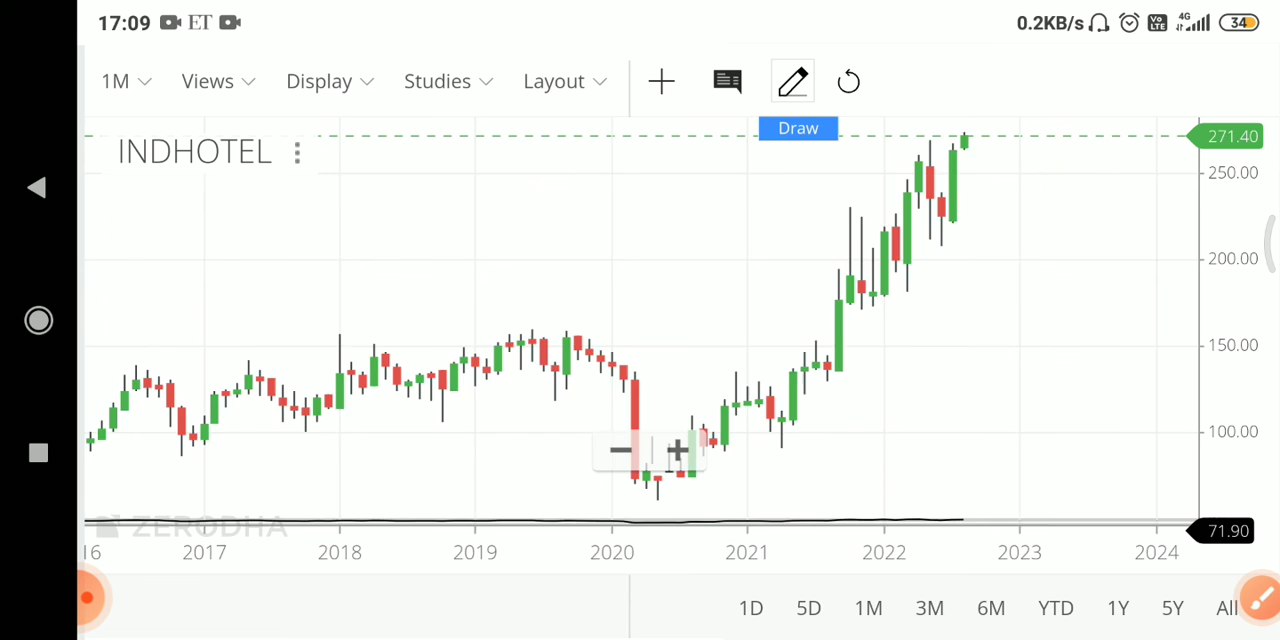 17:09 ET 0.2KB/s Vo LTE 4G 34
1M Views Display Studies Layout
Draw
INDHOTEL
271.40
250.00
200.00
150.00
100.00
ZERODHA
71.90
16 2017 2018 2019 2020 2021 2022 2023 2024
1D 5D 1M 3M 6M YTD 1Y 5Y All